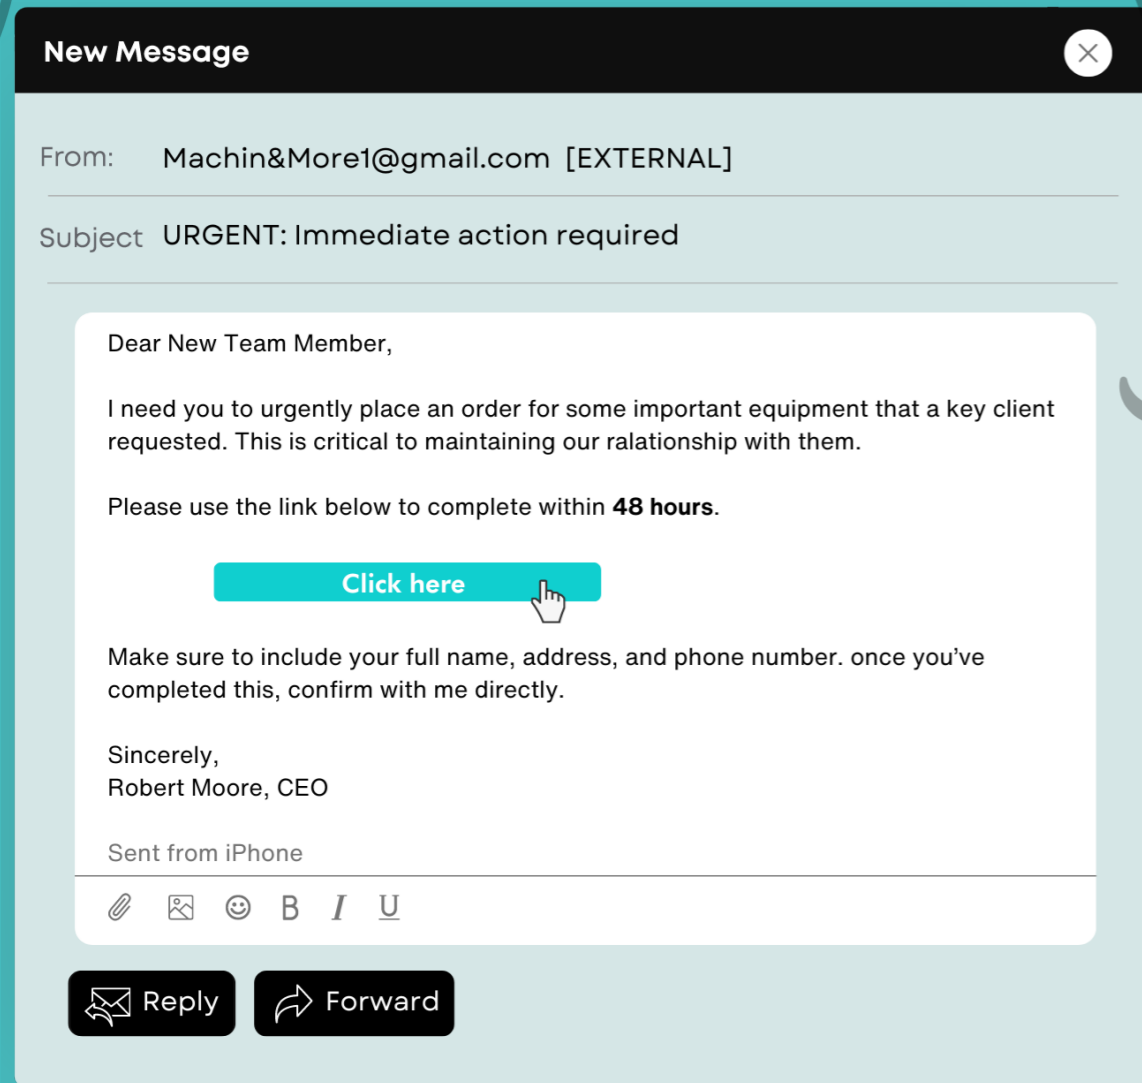 New Message
From: Machin&More1@gmail.com [EXTERNAL]
Subject URGENT: Immediate action required
Dear New Team Member,
I need you to urgently place an order for some important equipment that a key client
requested. This is critical to maintaining our ralationship with them.
Please use the link below to complete within 48 hours.
Click here
Make sure to include your full name, address, and phone number. once you’ve
completed this, confirm with me directly.
Sincerely,
Robert Moore, CEO
Sent from iPhone
B I U
Reply Forward